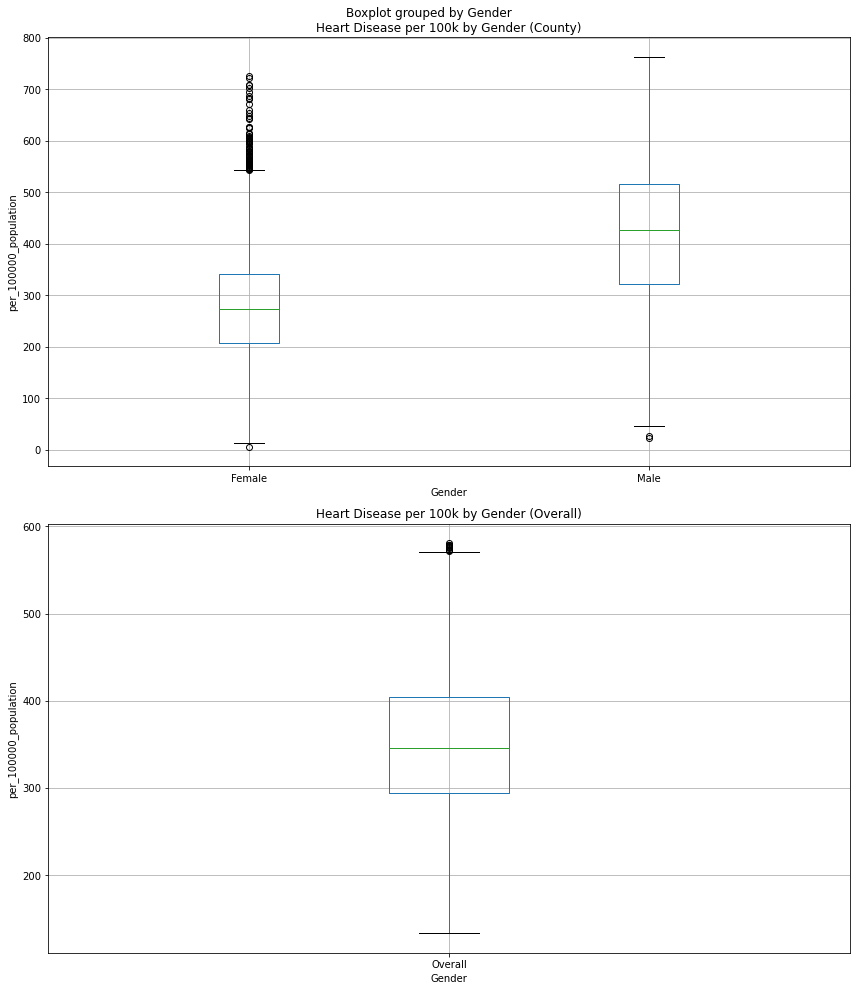 Boxplot grouped by Gender
Heart Disease per 100k by Gender (County)
800
700
600
500
400
300
200
100
0
per_100000_population
Female
Male
Gender
Heart Disease per 100k by Gender (Overall)
600
500
400
300
200
per_100000_population
Overall
Gender